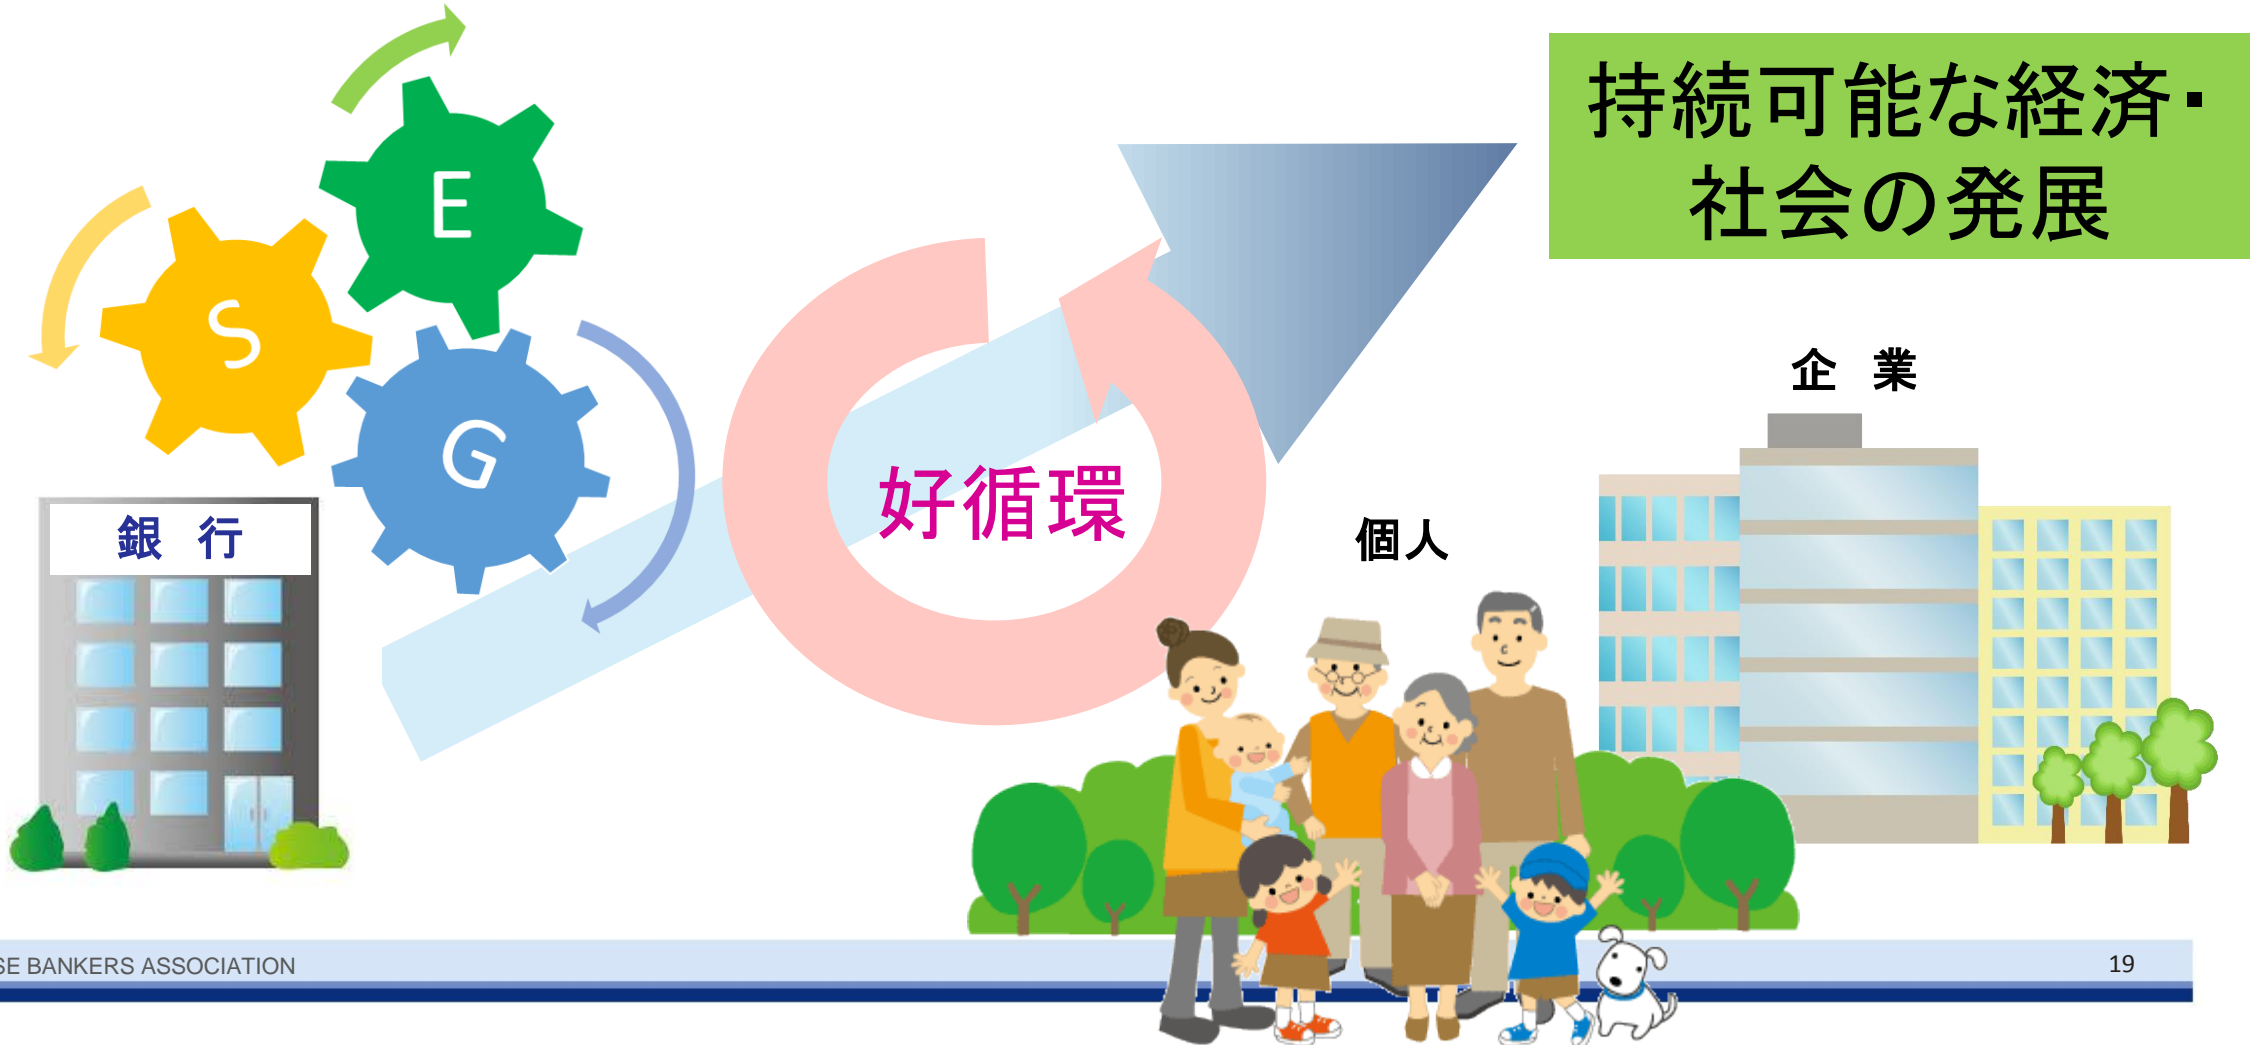 持続可能な経済・
社会の発展
E
S
G
企 業
銀 行
好循環
個人
SE BANKERS ASSOCIATION
19